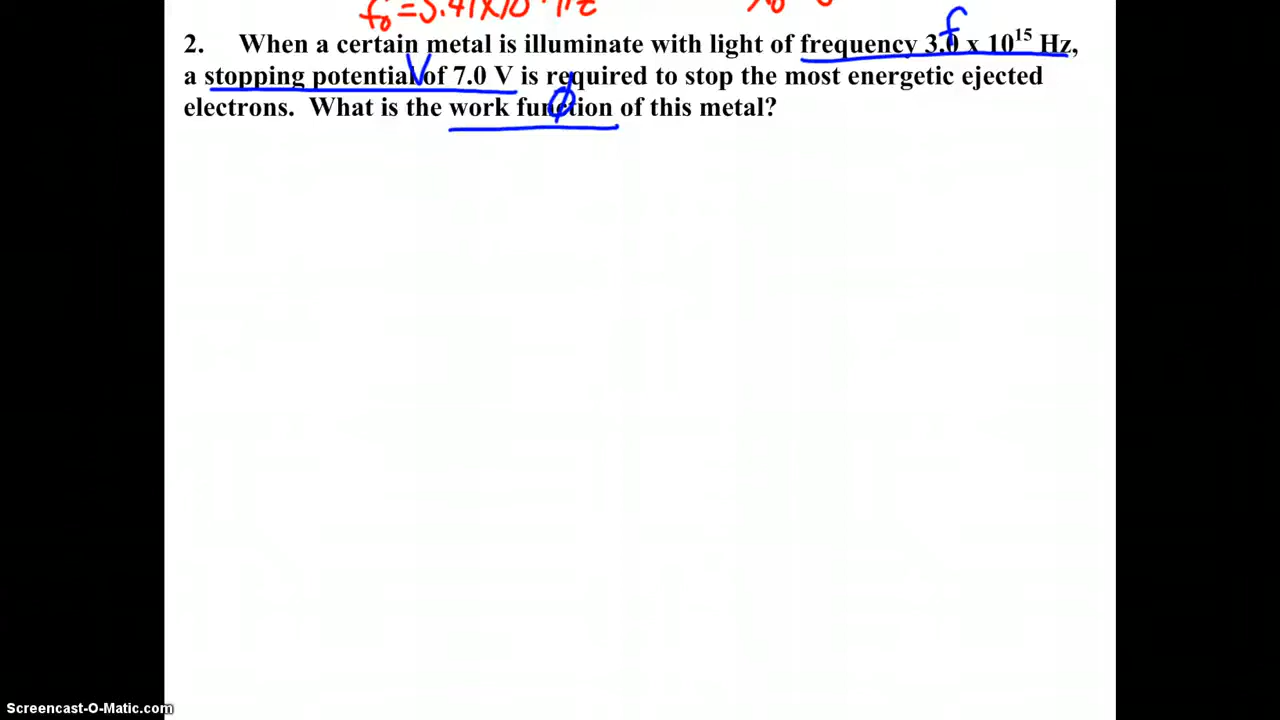 2. When a certain metal is illuminate with light of frequency 3.0 x 10¹⁵ Hz,
a stopping potential of 7.0 V is required to stop the most energetic ejected
electrons. What is the work function of this metal?
f
V
ϕ
Screencast-O-Matic.com